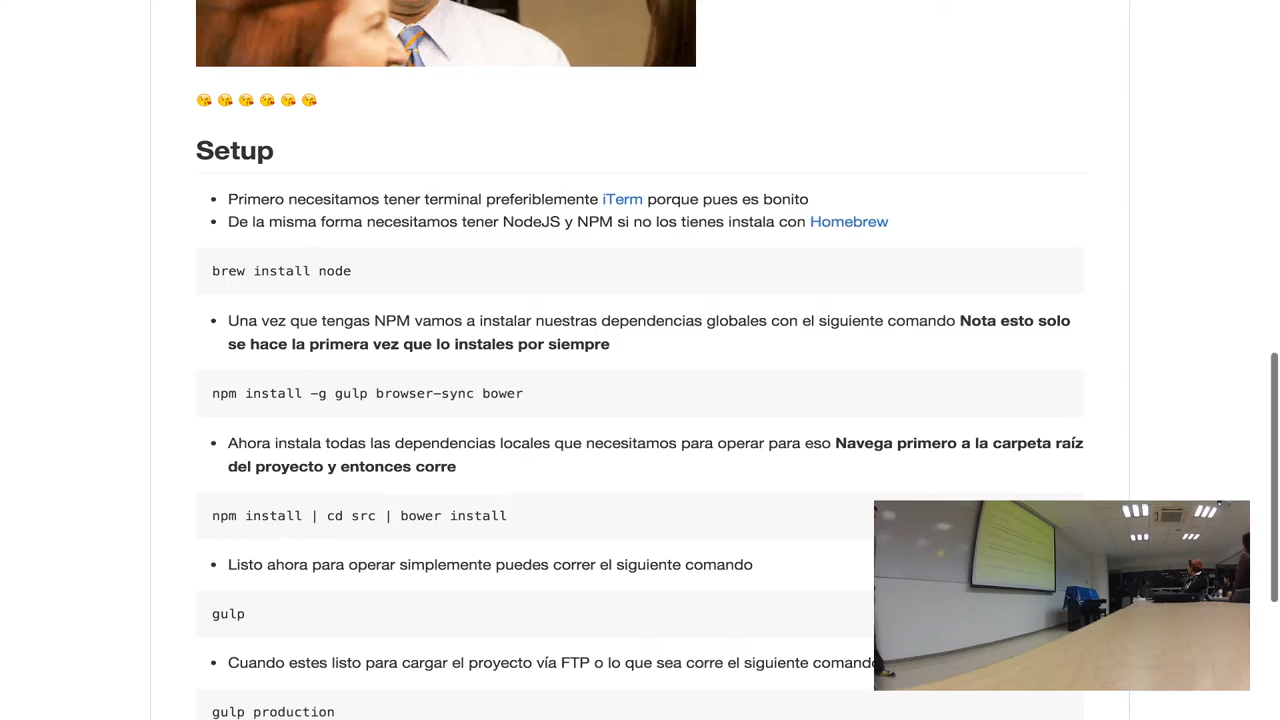 Setup
Primero necesitamos tener terminal preferiblemente iTerm porque pues es bonito
De la misma forma necesitamos tener NodeJS y NPM si no los tienes instala con Homebrew
brew install node
Una vez que tengas NPM vamos a instalar nuestras dependencias globales con el siguiente comando Nota esto solo
se hace la primera vez que lo instales por siempre
npm install -g gulp browser-sync bower
Ahora instala todas las dependencias locales que necesitamos para operar para eso Navega primero a la carpeta raíz
del proyecto y entonces corre
npm install | cd src | bower install
Listo ahora para operar simplemente puedes correr el siguiente comando
gulp
Cuando estes listo para cargar el proyecto vía FTP o lo que sea corre el siguiente comando
gulp production